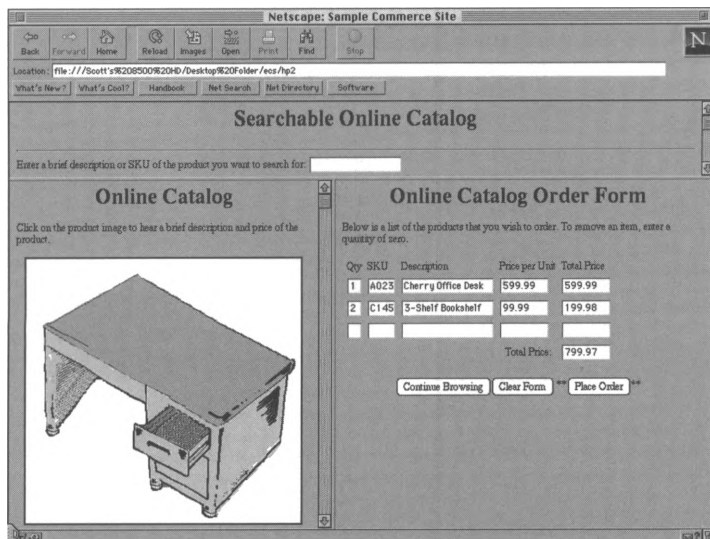 Netscape: Sample Commerce Site
Back Forward Home Reload Images Open Print Find Stop
N
Location: file:///Scott's%208500%20HD/Desktop%20Folder/ecs/hp2
What's New? What's Cool? Handbook Net Search Net Directory Software
Searchable Online Catalog
Enter a brief description or SKU of the product you want to search for:
Online Catalog
Click on the product image to hear a brief description and price of the
product.
Online Catalog Order Form
Below is a list of the products that you wish to order. To remove an item, enter a
quantity of zero.
Qty SKU Description Price per Unit Total Price
1 A023 Cherry Office Desk 599.99 599.99
2 C145 3-Shelf Bookshelf 99.99 199.98
Total Price: 799.97
Continue Browsing Clear Form ** Place Order **